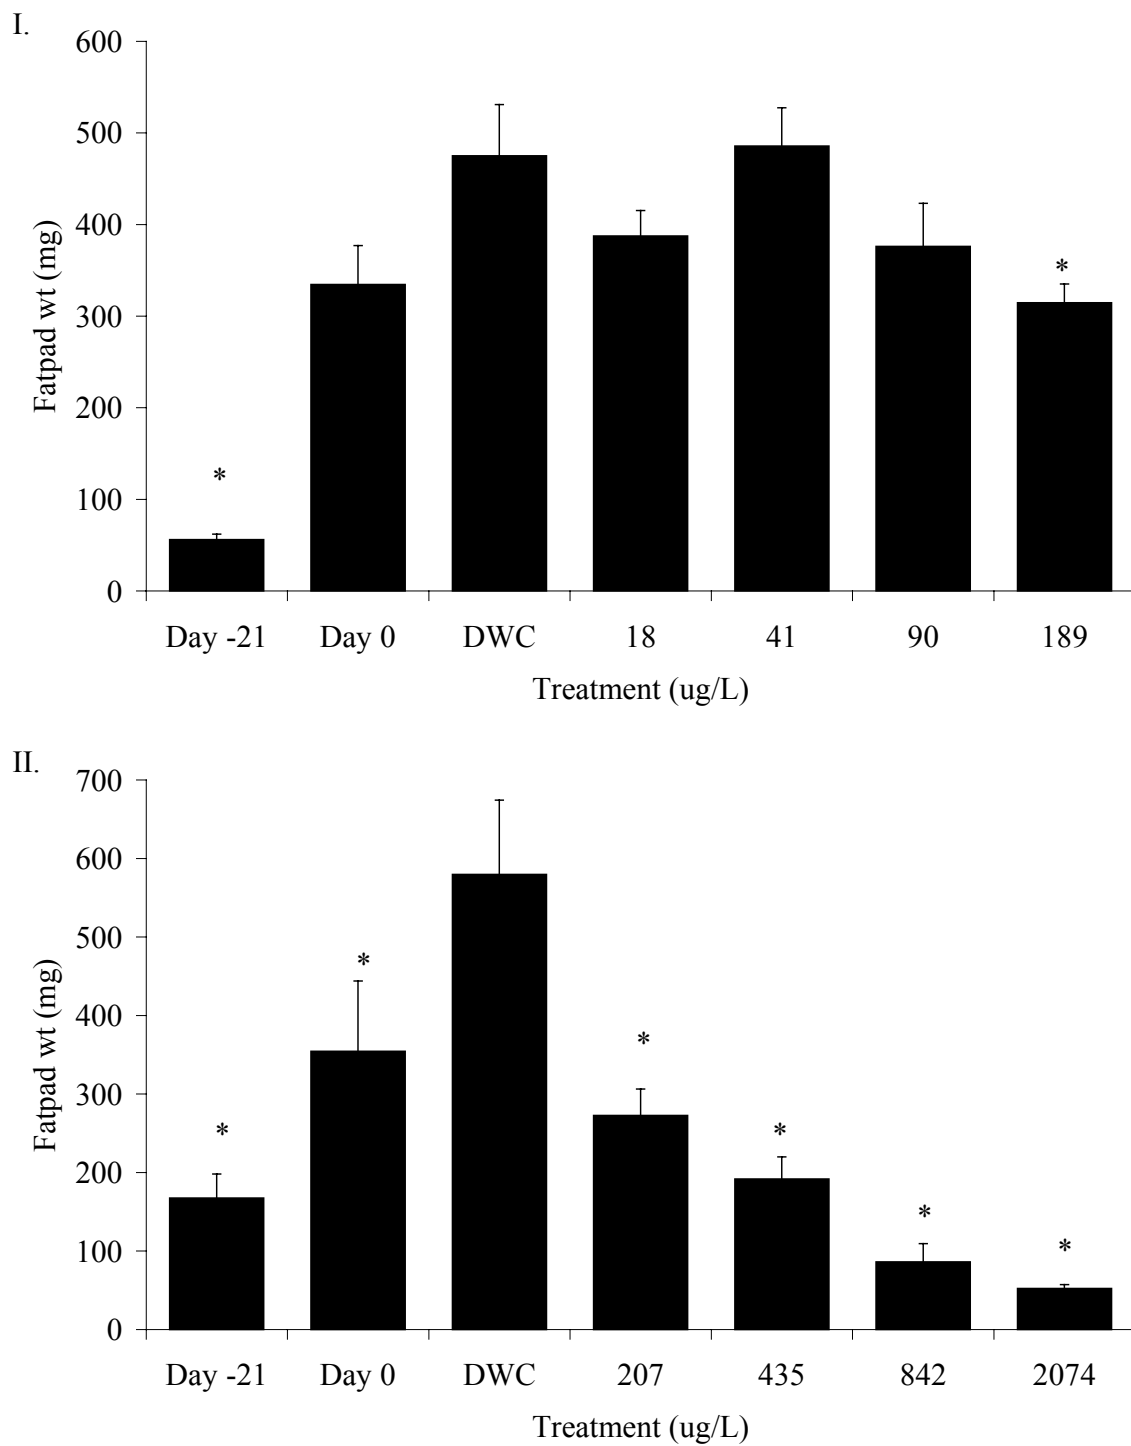 I.
600
500
400
300
200
100
0
Fatpad wt (mg)
*
*
Day -21 Day 0 DWC 18 41 90 189
Treatment (ug/L)
II.
700
600
500
400
300
200
100
0
Fatpad wt (mg)
*
*
*
*
*
*
Day -21 Day 0 DWC 207 435 842 2074
Treatment (ug/L)